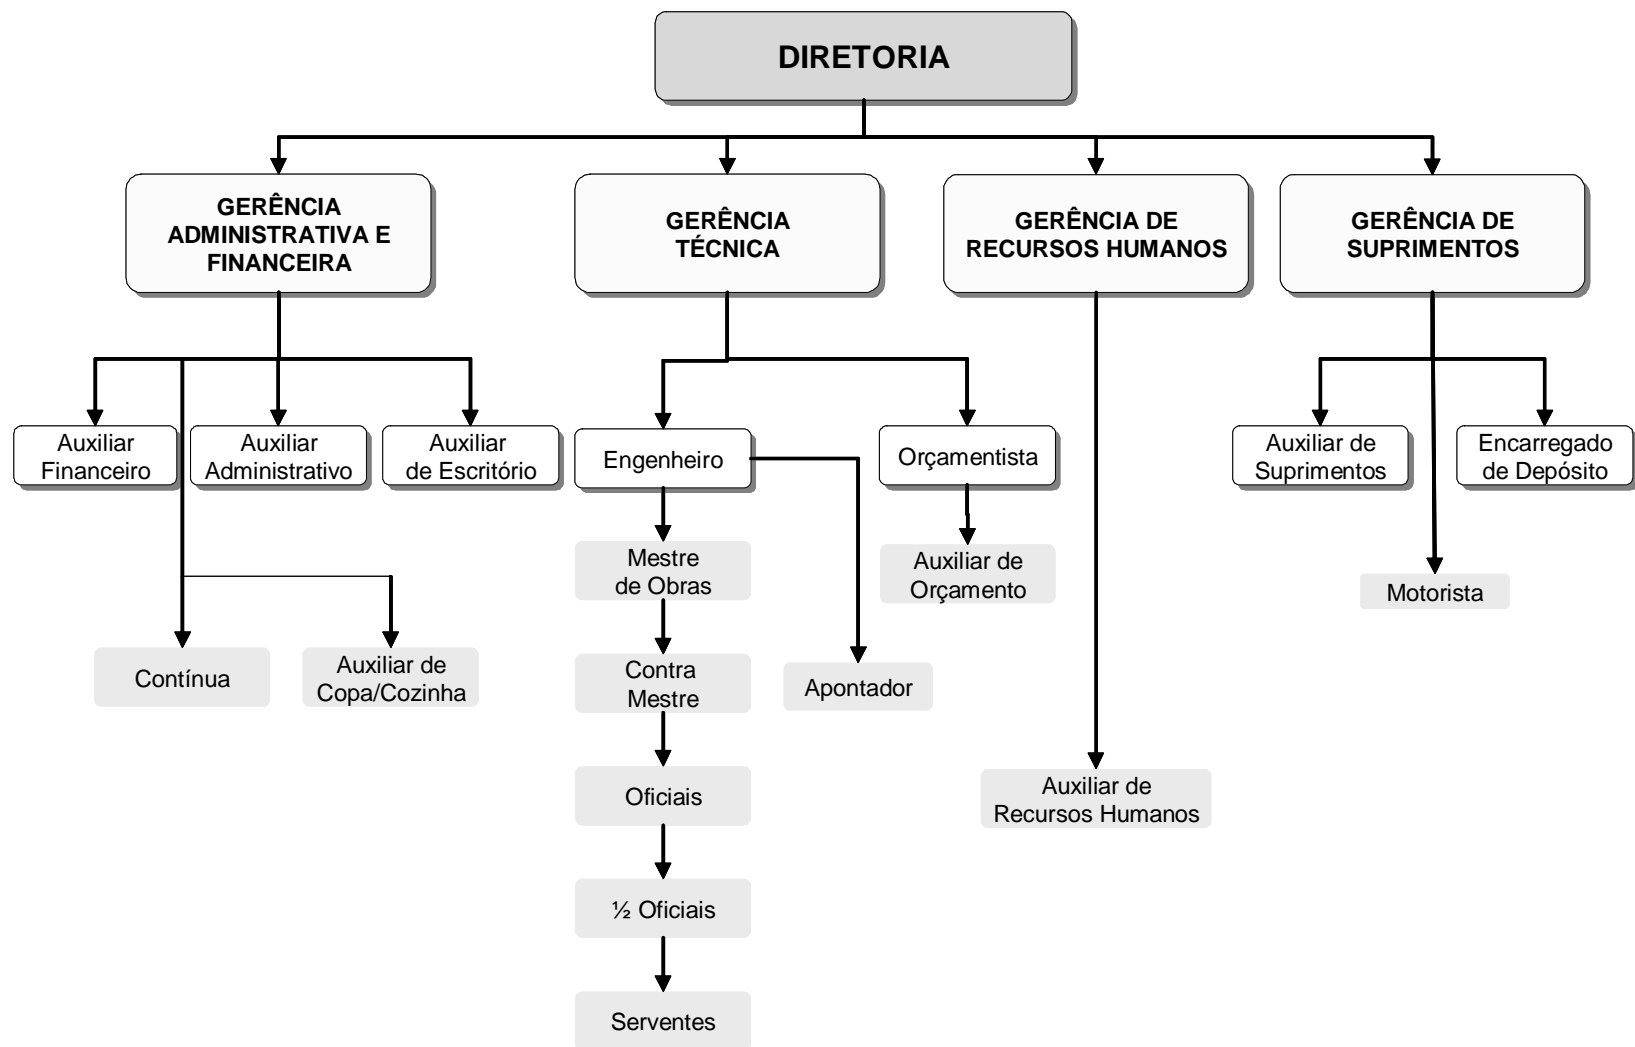 DIRETORIA
GERÊNCIA
ADMINISTRATIVA E
FINANCEIRA
GERÊNCIA
TÉCNICA
GERÊNCIA DE
RECURSOS HUMANOS
GERÊNCIA DE
SUPRIMENTOS
Auxiliar
Financeiro
Auxiliar
Administrativo
Auxiliar
de Escritório
Engenheiro
Orçamentista
Auxiliar de
Suprimentos
Encarregado
de Depósito
Mestre
de Obras
Auxiliar de
Orçamento
Motorista
Contínua
Auxiliar de
Copa/Cozinha
Contra
Mestre
Apontador
Oficiais
Auxiliar de
Recursos Humanos
½ Oficiais
Serventes